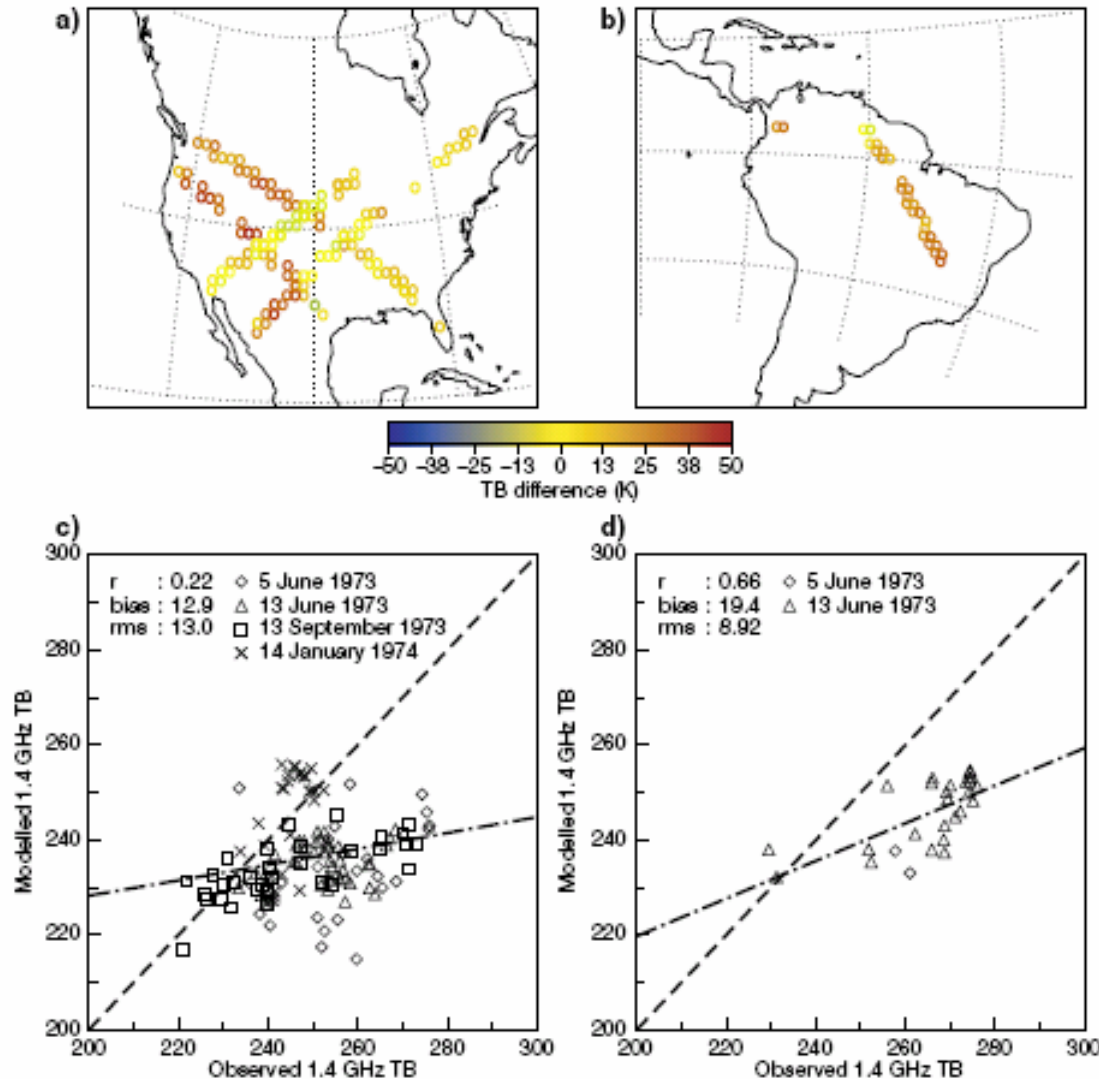 a)
b)
−50 −38 −25 −13 0 13 25 38 50
TB difference (K)
c)
300
280
260
240
220
200
Modelled 1.4 GHz TB
r : 0.22
bias : 12.9
rms : 13.0
5 June 1973
13 June 1973
13 September 1973
14 January 1974
200 220 240 260 280 300
Observed 1.4 GHz TB
d)
300
280
260
240
220
200
Modelled 1.4 GHz TB
r : 0.66
bias : 19.4
rms : 8.92
5 June 1973
13 June 1973
200 220 240 260 280 300
Observed 1.4 GHz TB